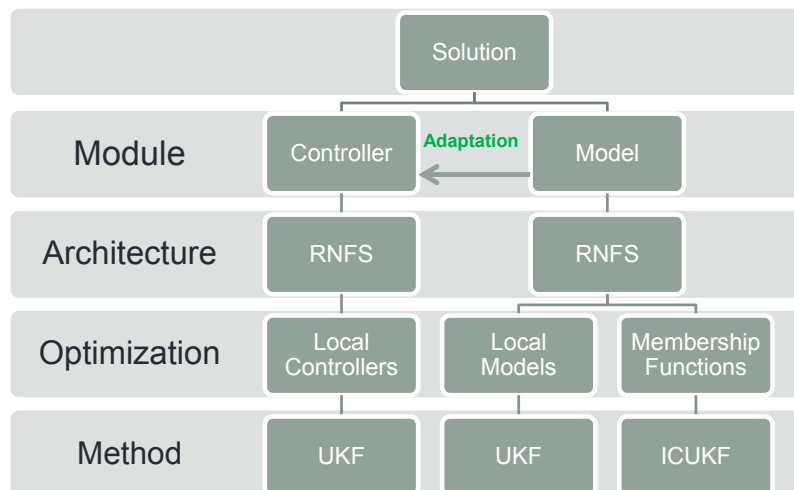 Solution
Module
Controller
Adaptation
Model
Architecture
RNFS
RNFS
Optimization
Local
Controllers
Local
Models
Membership
Functions
Method
UKF
UKF
ICUKF